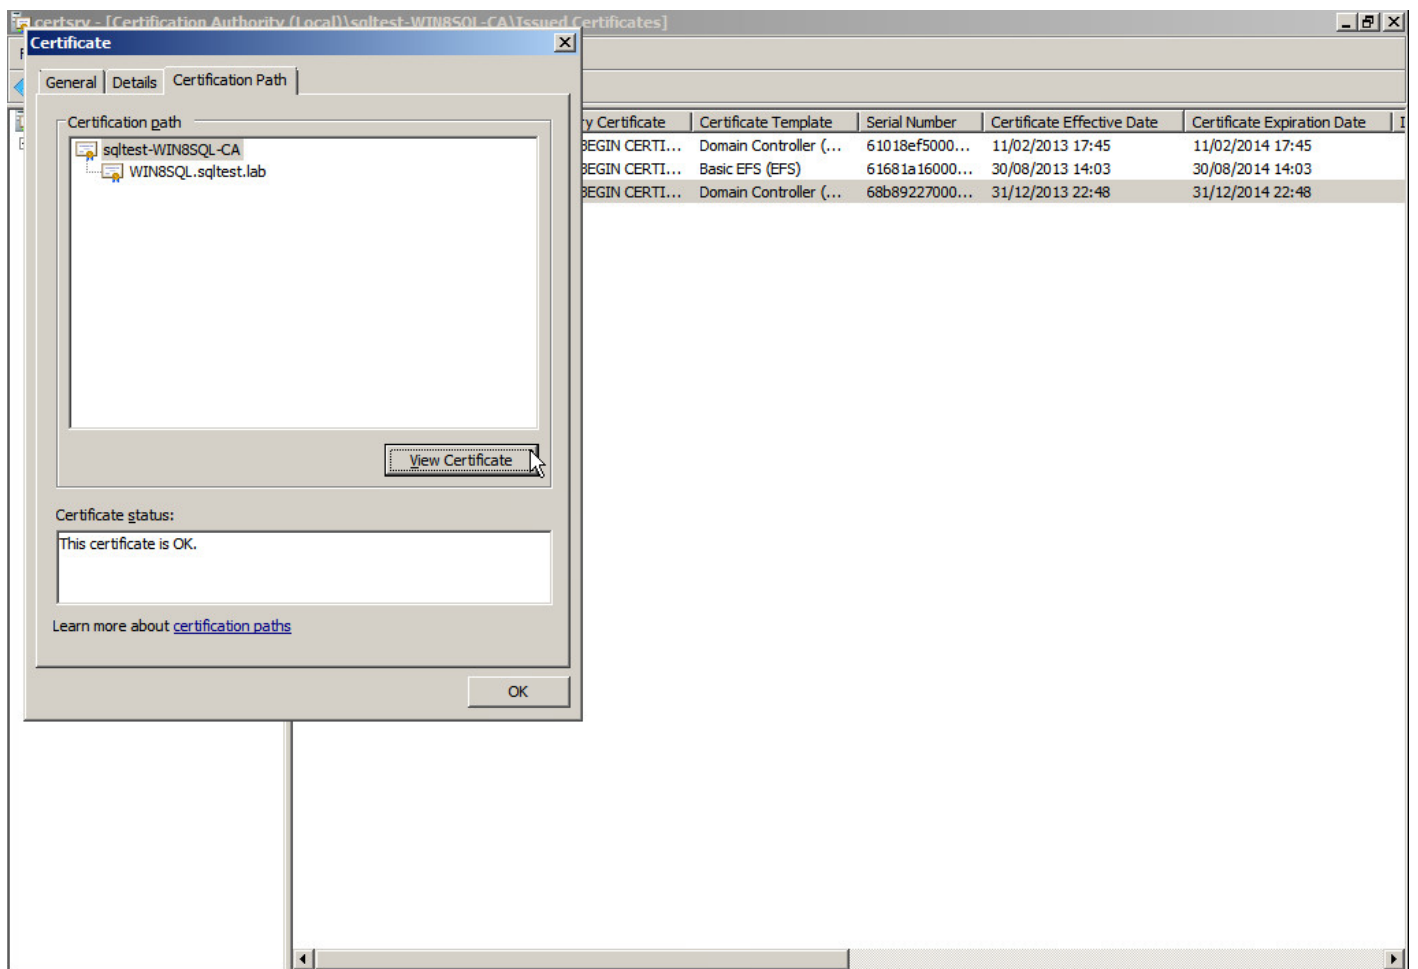 certsrv - [Certification Authority (Local)\sqltest-WIN8SQL-CA\Issued Certificates]
Certificate
General Details Certification Path
Certification path
sqltest-WIN8SQL-CA
WIN8SQL.sqltest.lab
View Certificate
Certificate status:
This certificate is OK.
Learn more about certification paths
OK
y Certificate Certificate Template Serial Number Certificate Effective Date Certificate Expiration Date
BEGIN CERTI... Domain Controller (... 61018ef5000... 11/02/2013 17:45 11/02/2014 17:45
BEGIN CERTI... Basic EFS (EFS) 61681a16000... 30/08/2013 14:03 30/08/2014 14:03
BEGIN CERTI... Domain Controller (... 68b89227000... 31/12/2013 22:48 31/12/2014 22:48